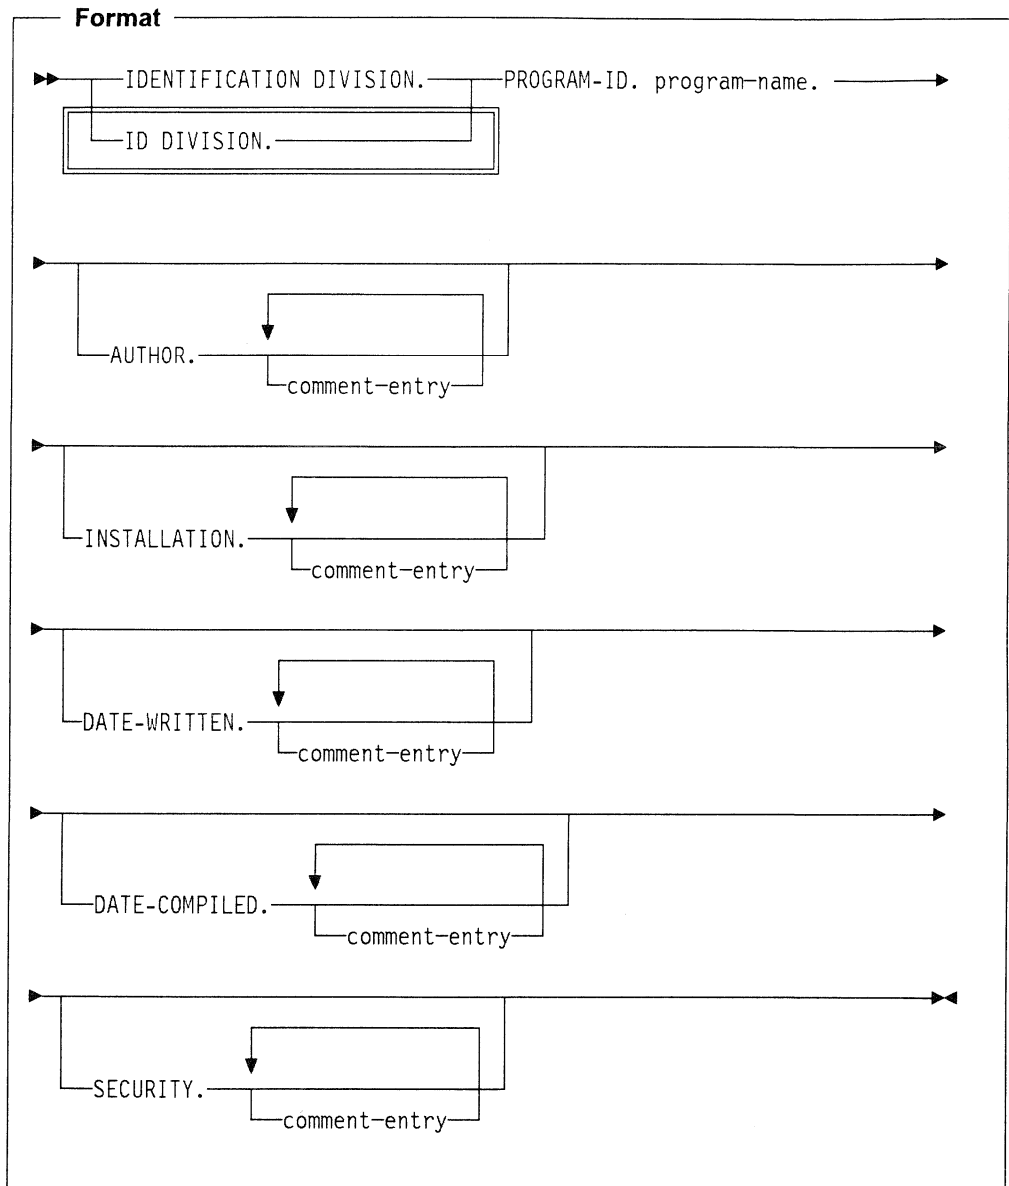 Format
IDENTIFICATION DIVISION. PROGRAM-ID. program-name.
ID DIVISION.
AUTHOR.
comment-entry
INSTALLATION.
comment-entry
DATE-WRITTEN.
comment-entry
DATE-COMPILED.
comment-entry
SECURITY.
comment-entry